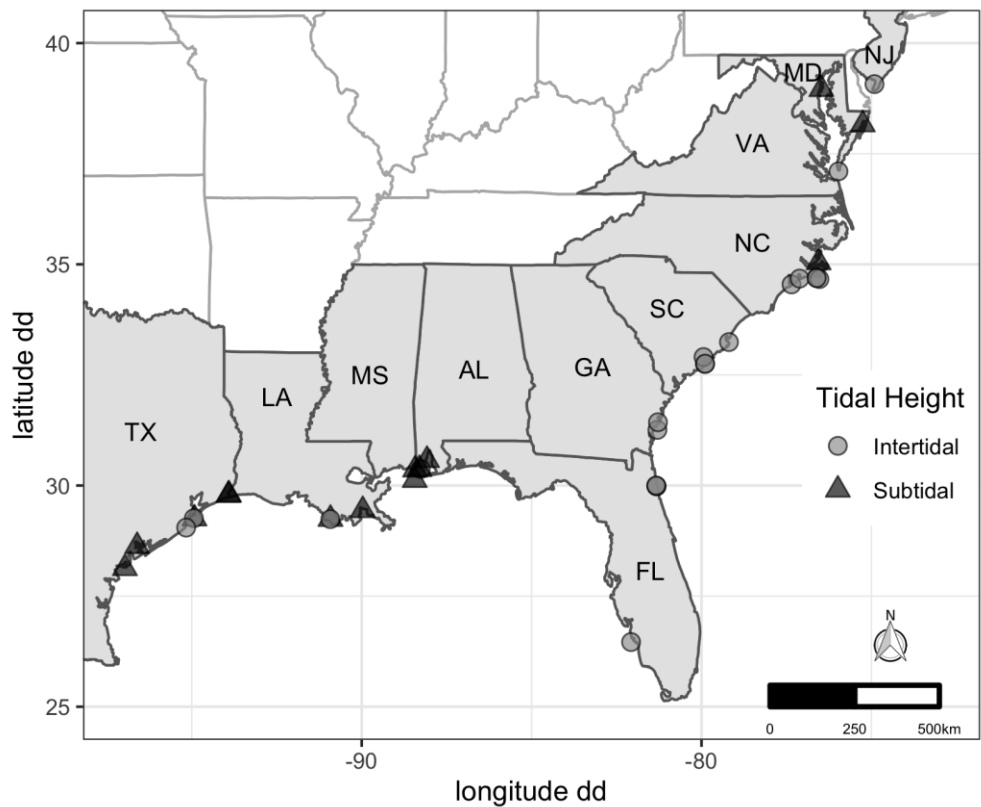 40
35
30
25
latitude dd
NJ
MD
VA
NC
SC
MS
AL
GA
LA
TX
FL
Tidal Height
Intertidal
Subtidal
N
0 250 500km
-90 -80
longitude dd